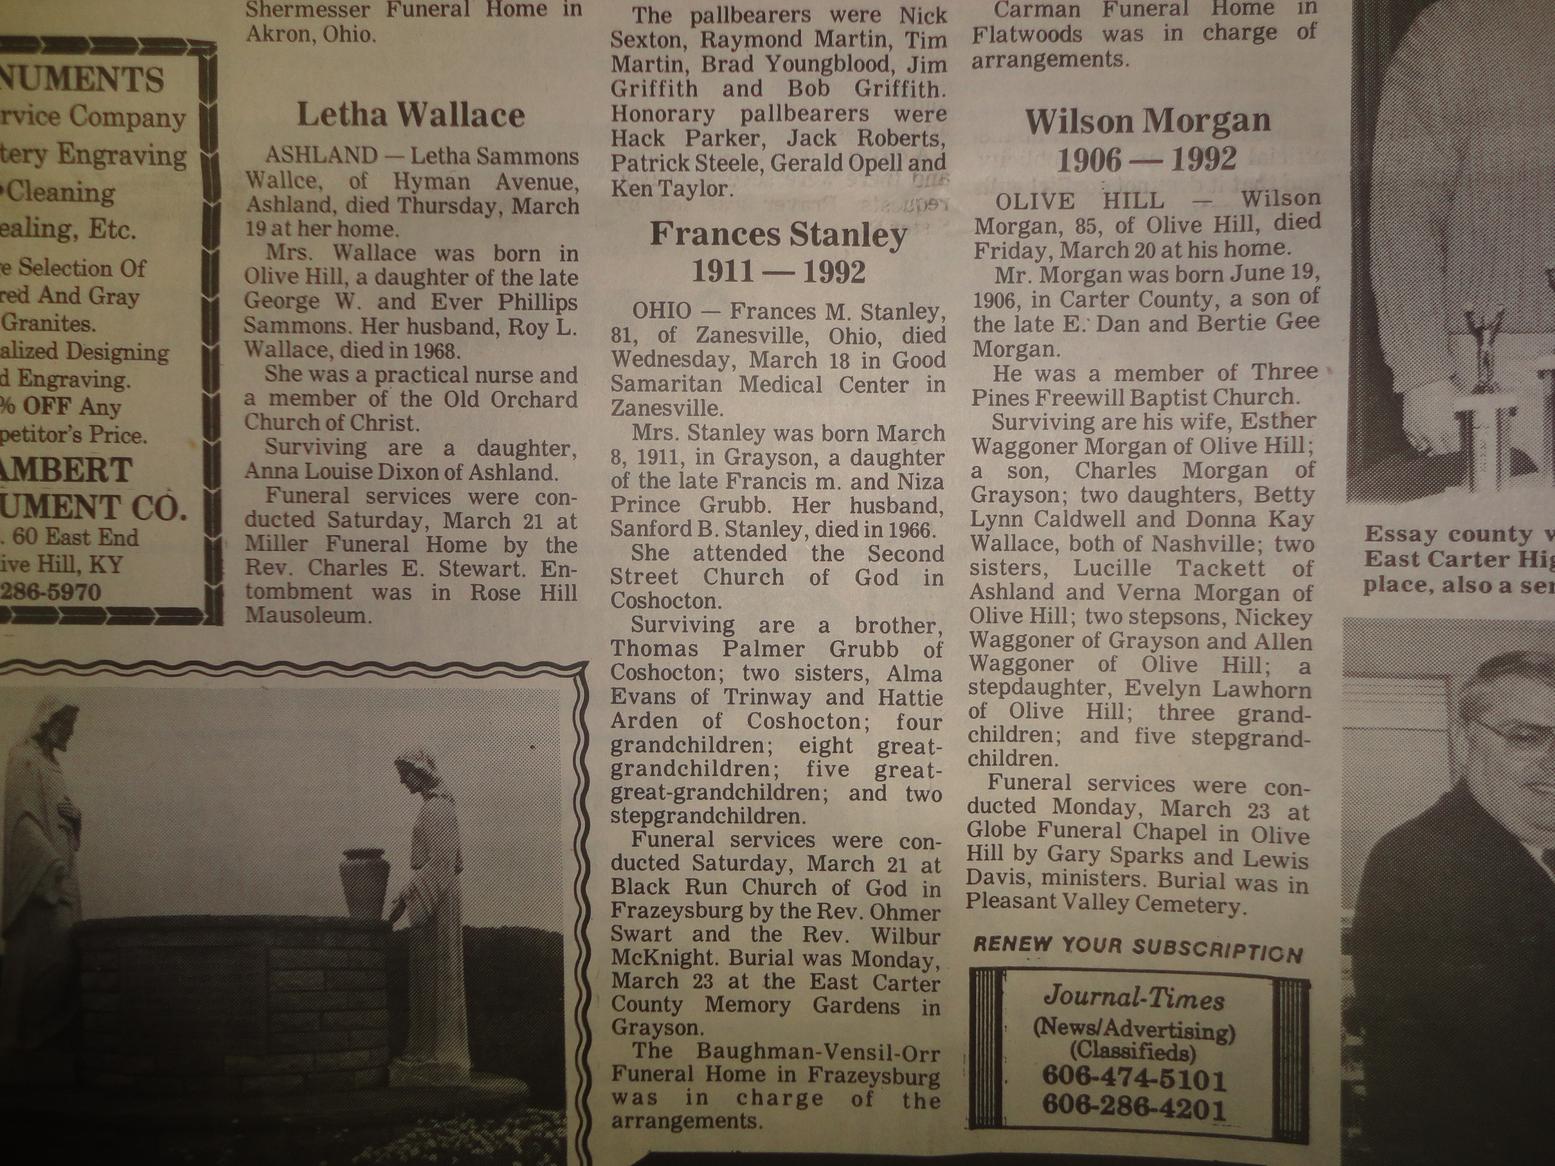 NUMENTS
rvice Company
tery Engraving
•Cleaning
ealing, Etc.
e Selection Of
red And Gray
Granites.
alized Designing
d Engraving.
% OFF Any
petitor's Price.
AMBERT
UMENT CO.
. 60 East End
ive Hill, KY
286-5970
Shermesser Funeral Home in
Akron, Ohio.
Letha Wallace
ASHLAND — Letha Sammons
Wallce, of Hyman Avenue,
Ashland, died Thursday, March
19 at her home.
Mrs. Wallace was born in
Olive Hill, a daughter of the late
George W. and Ever Phillips
Sammons. Her husband, Roy L.
Wallace, died in 1968.
She was a practical nurse and
a member of the Old Orchard
Church of Christ.
Surviving are a daughter,
Anna Louise Dixon of Ashland.
Funeral services were con-
ducted Saturday, March 21 at
Miller Funeral Home by the
Rev. Charles E. Stewart. En-
tombment was in Rose Hill
Mausoleum.
The pallbearers were Nick
Sexton, Raymond Martin, Tim
Martin, Brad Youngblood, Jim
Griffith and Bob Griffith.
Honorary pallbearers were
Hack Parker, Jack Roberts,
Patrick Steele, Gerald Opell and
Ken Taylor.
Frances Stanley
1911 — 1992
OHIO — Frances M. Stanley,
81, of Zanesville, Ohio, died
Wednesday, March 18 in Good
Samaritan Medical Center in
Zanesville.
Mrs. Stanley was born March
8, 1911, in Grayson, a daughter
of the late Francis m. and Niza
Prince Grubb. Her husband,
Sanford B. Stanley, died in 1966.
She attended the Second
Street Church of God in
Coshocton.
Surviving are a brother,
Thomas Palmer Grubb of
Coshocton; two sisters, Alma
Evans of Trinway and Hattie
Arden of Coshocton; four
grandchildren; eight great-
grandchildren; five great-
great-grandchildren; and two
stepgrandchildren.
Funeral services were con-
ducted Saturday, March 21 at
Black Run Church of God in
Frazeysburg by the Rev. Ohmer
Swart and the Rev. Wilbur
McKnight. Burial was Monday,
March 23 at the East Carter
County Memory Gardens in
Grayson.
The Baughman-Vensil-Orr
Funeral Home in Frazeysburg
was in charge of the
arrangements.
Carman Funeral Home in
Flatwoods was in charge of
arrangements.
Wilson Morgan
1906 — 1992
OLIVE HILL — Wilson
Morgan, 85, of Olive Hill, died
Friday, March 20 at his home.
Mr. Morgan was born June 19,
1906, in Carter County, a son of
the late E. Dan and Bertie Gee
Morgan.
He was a member of Three
Pines Freewill Baptist Church.
Surviving are his wife, Esther
Waggoner Morgan of Olive Hill;
a son, Charles Morgan of
Grayson; two daughters, Betty
Lynn Caldwell and Donna Kay
Wallace, both of Nashville; two
sisters, Lucille Tackett of
Ashland and Verna Morgan of
Olive Hill; two stepsons, Nickey
Waggoner of Grayson and Allen
Waggoner of Olive Hill; a
stepdaughter, Evelyn Lawhorn
of Olive Hill; three grand-
children; and five stepgrand-
children.
Funeral services were con-
ducted Monday, March 23 at
Globe Funeral Chapel in Olive
Hill by Gary Sparks and Lewis
Davis, ministers. Burial was in
Pleasant Valley Cemetery.
RENEW YOUR SUBSCRIPTION
Journal-Times
(News/Advertising)
(Classifieds)
606-474-5101
606-286-4201
Essay county
East Carter Hig
place, also a ser